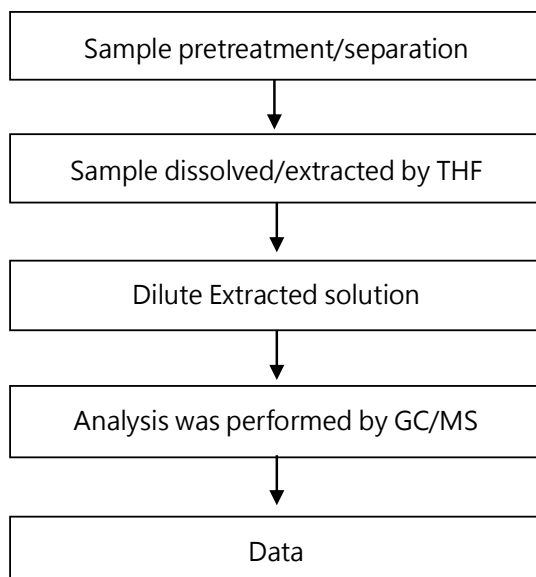 Sample pretreatment/separation
Sample dissolved/extracted by THF
Dilute Extracted solution
Analysis was performed by GC/MS
Data